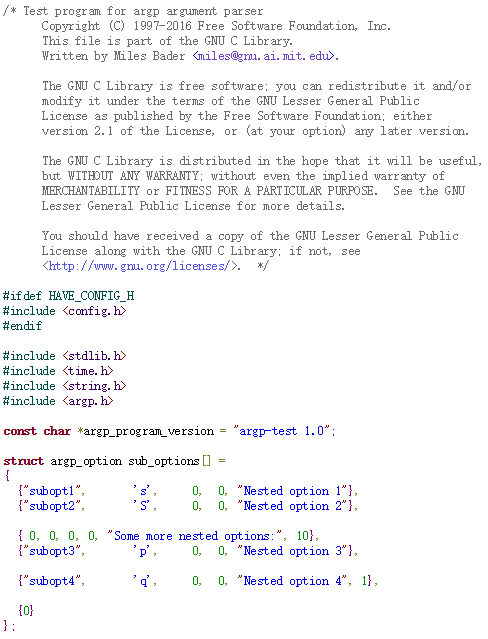 /* Test program for argp argument parser
Copyright (C) 1997-2016 Free Software Foundation, Inc.
This file is part of the GNU C Library.
Written by Miles Bader <miles@gnu.ai.mit.edu>.
The GNU C Library is free software; you can redistribute it and/or
modify it under the terms of the GNU Lesser General Public
License as published by the Free Software Foundation; either
version 2.1 of the License, or (at your option) any later version.
The GNU C Library is distributed in the hope that it will be useful,
but WITHOUT ANY WARRANTY; without even the implied warranty of
MERCHANTABILITY or FITNESS FOR A PARTICULAR PURPOSE.  See the GNU
Lesser General Public License for more details.
You should have received a copy of the GNU Lesser General Public
License along with the GNU C Library; if not, see
<http://www.gnu.org/licenses/>.  */
#ifdef HAVE_CONFIG_H
#include <config.h>
#endif
#include <stdlib.h>
#include <time.h>
#include <string.h>
#include <argp.h>
const char *argp_program_version = "argp-test 1.0";
struct argp_option sub_options[] =
{
{"subopt1",       's',     0,  0, "Nested option 1"},
{"subopt2",       'S',     0,  0, "Nested option 2"},
{ 0, 0, 0, 0, "Some more nested options:", 10},
{"subopt3",       'p',     0,  0, "Nested option 3"},
{"subopt4",       'q',     0,  0, "Nested option 4", 1},
{0}
};